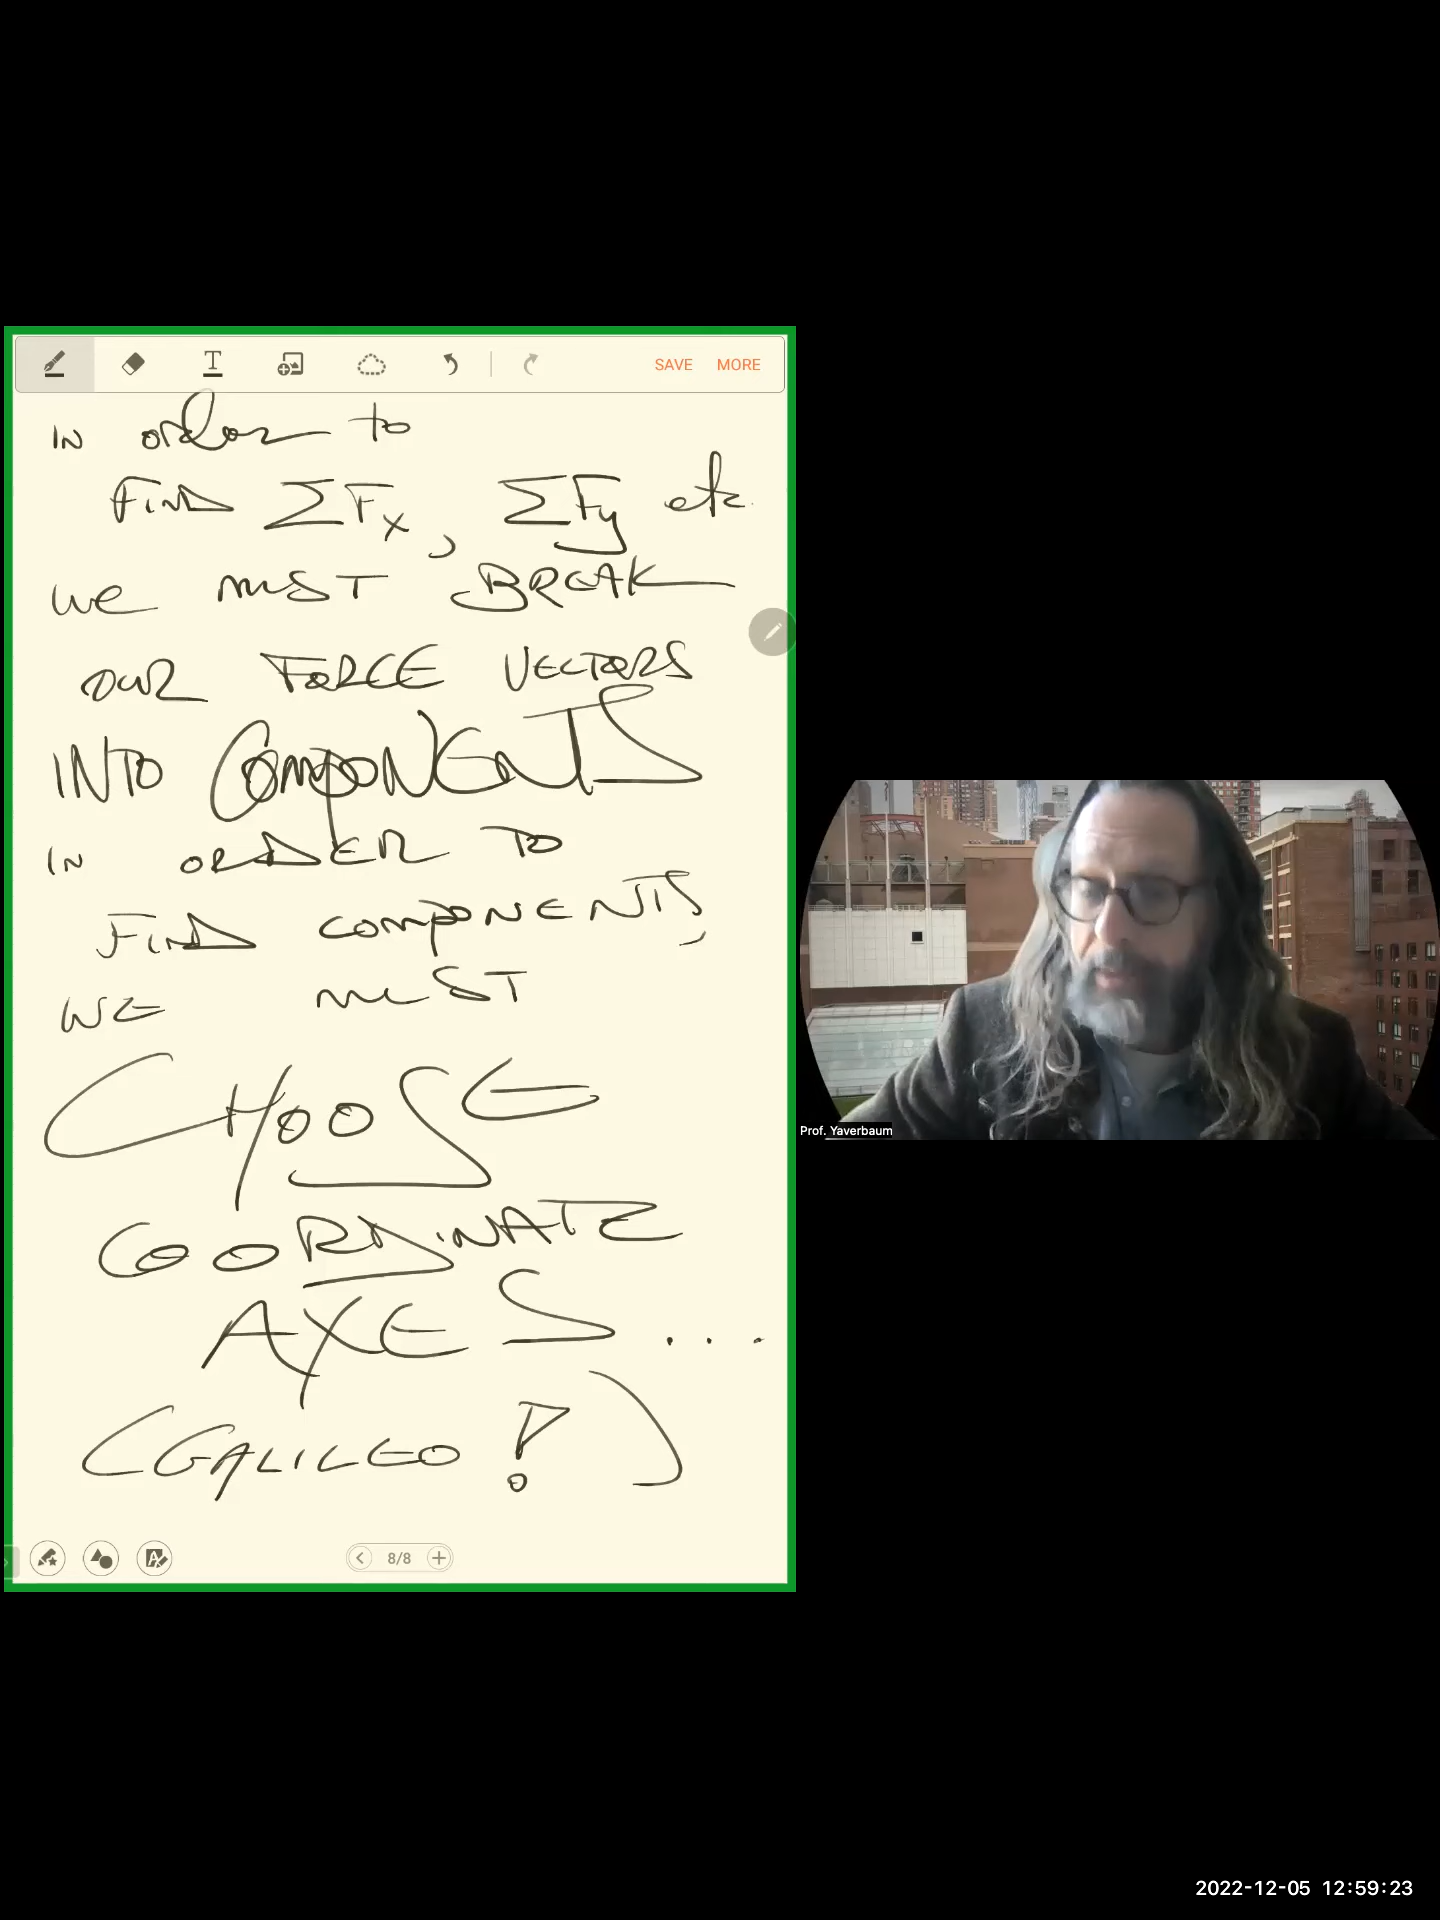 SAVE MORE
in order to
FIND ΣFx, ΣFy etc.
we must BREAK
our FORCE VECTORS
INTO COMPONENTS
IN ORDER TO
FIND COMPONENTS,
WE MUST
CHOOSE
COORDINATE
AXES ...
(GALILEO!)
8/8
Prof. Yaverbaum
2022-12-05 12:59:23